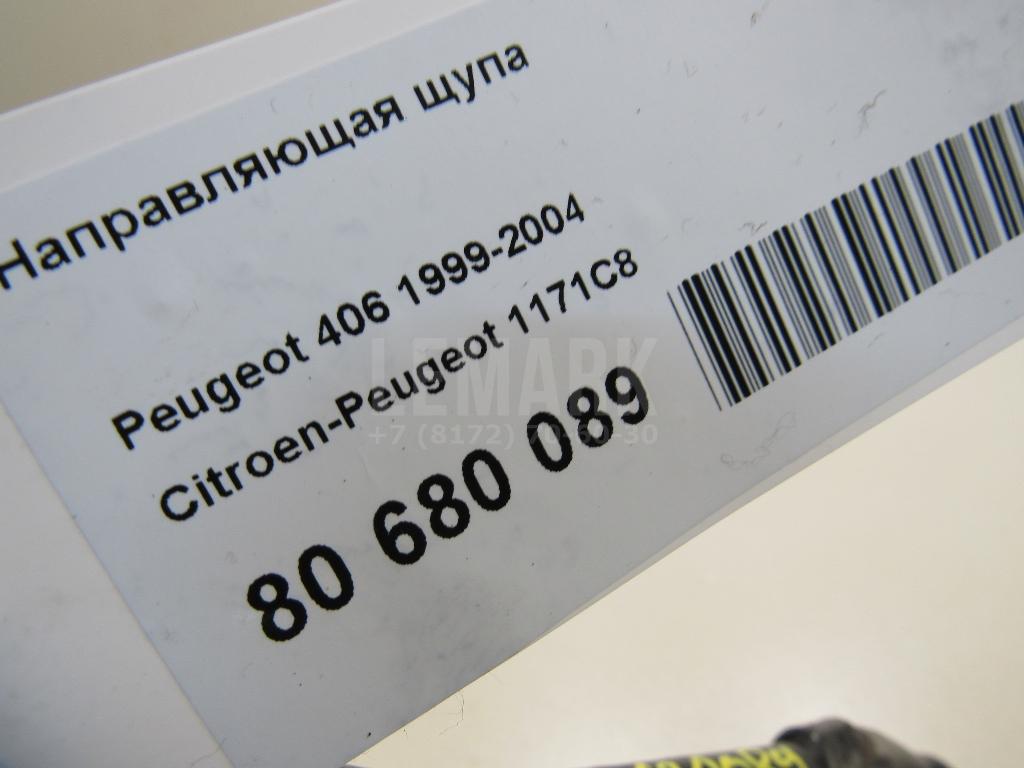 Направляющая щупа
Peugeot 406 1999-2004
Citroen-Peugeot 1171C8
80 680 089
LEMARK